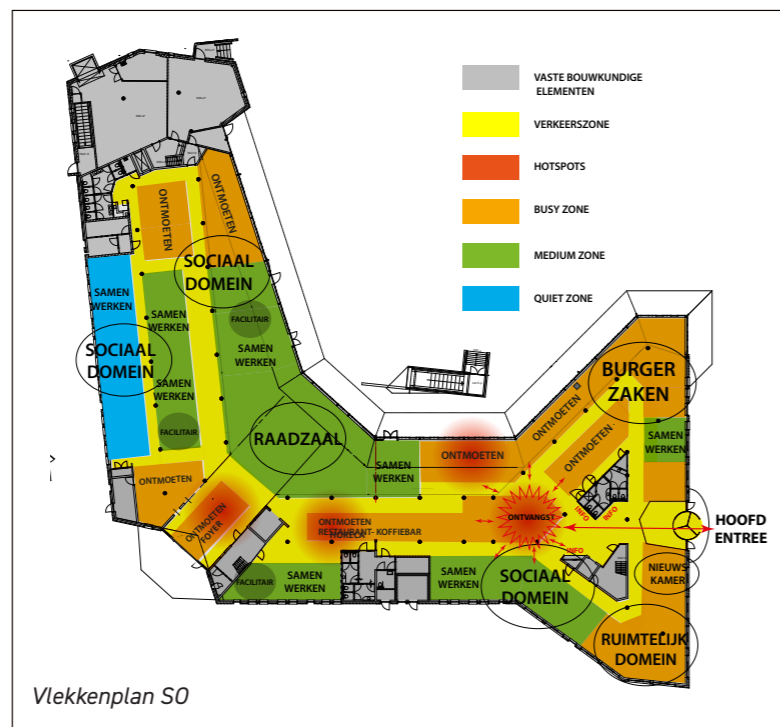 VASTE BOUWKUNDIGE
ELEMENTEN
VERKEERSZONE
HOTSPOTS
BUSY ZONE
MEDIUM ZONE
QUIET ZONE
ONTMOETEN
ONTMOETEN
SOCIAAL
DOMEIN
SAMEN
WERKEN
SAMEN
WERKEN
FACILITAIR
SAMEN
WERKEN
SOCIAAL
DOMEIN
SAMEN
WERKEN
FACILITAIR
RAADZAAL
ONTMOETEN
ONTMOETEN
FOYER
SAMEN
WERKEN
ONTMOETEN
ONTMOETEN
ONTMOETEN
BURGER
ZAKEN
SAMEN
WERKEN
ONTMOETEN
RESTAURANT- KOFFIEBAR
HORECA
ONTVANGST
INFO
INFO
INFO
HOOFD
ENTREE
NIEUWS
KAMER
FACILITAIR
SAMEN
WERKEN
SAMEN
WERKEN
SOCIAAL
DOMEIN
RUIMTELIJK
DOMEIN
Vlekkenplan SO